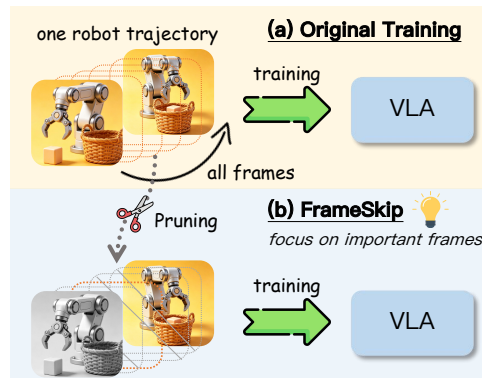 (a) Original Training
one robot trajectory
training
VLA
all frames
Pruning
(b) FrameSkip
focus on important frames
training
VLA